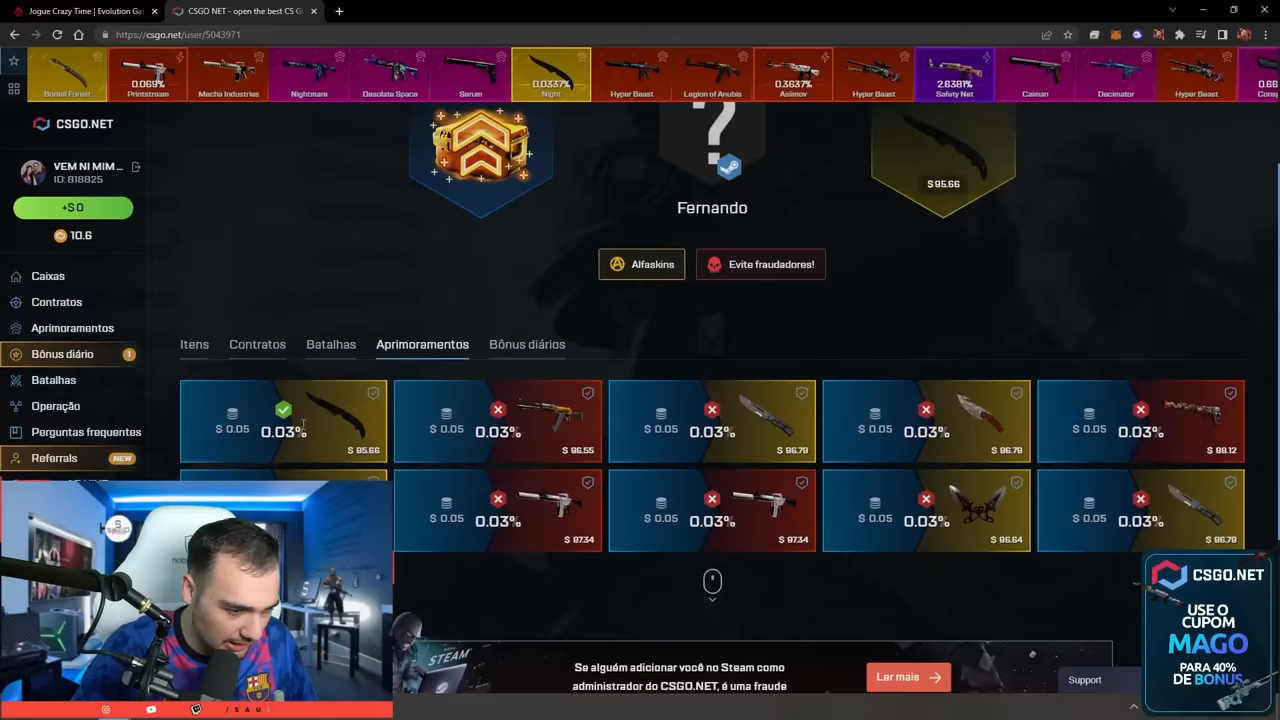 Jogue Crazy Time | Evolution Ga
CSGO NET - open the best CS G
https://csgo.net/user/5043971
Boreal Forest
0.069%
Printstream
Mecha Industries
Nightmare
Desolate Space
Serum
0.0337%
Night
Hyper Beast
Legion of Anubis
0.3637%
Asiimov
Hyper Beast
2.6381%
Safety Net
Caiman
Decimator
Hyper Beast
CSGO.NET
VEM NI MIM ...
ID: 818825
+$ 0
10.6
Caixas
Contratos
Aprimoramentos
Bônus diário 1
Batalhas
Operação
Perguntas frequentes
Referrals NEW
$ 95.66
Fernando
Alfaskins
Evite fraudadores!
Itens Contratos Batalhas Aprimoramentos Bônus diários
$ 0.05 0.03% $ 95.66
$ 0.05 0.03% $ 96.55
$ 0.05 0.03% $ 96.79
$ 0.05 0.03% $ 96.79
$ 0.05 0.03% $ 98.12
$ 0.05 0.03% $ 97.34
$ 0.05 0.03% $ 97.34
$ 0.05 0.03% $ 96.64
$ 0.05 0.03% $ 96.79
STEAM
Se alguém adicionar você no Steam como
administrador do CSGO.NET, é uma fraude
Ler mais
Support
CSGO.NET
USE O
CUPOM
MAGO
PARA 40%
DE BONUS
/ S A U